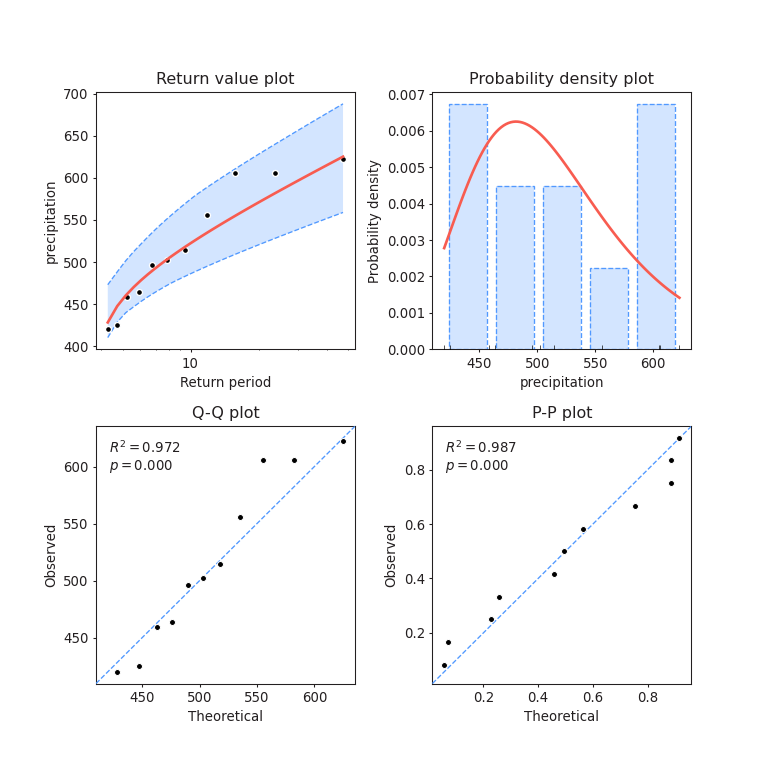 Return value plot
700
650
600
550
500
450
400
precipitation
10
Return period
Probability density plot
0.007
0.006
0.005
0.004
0.003
0.002
0.001
0.000
Probability density
450 500 550 600
precipitation
Q-Q plot
R² = 0.972
p = 0.000
600
550
500
450
Observed
450 500 550 600
Theoretical
P-P plot
R² = 0.987
p = 0.000
0.8
0.6
0.4
0.2
Observed
0.2 0.4 0.6 0.8
Theoretical